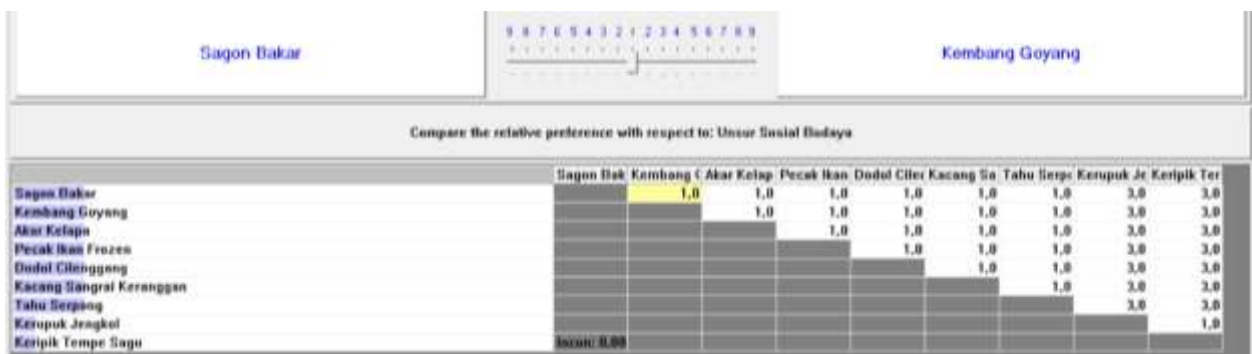 Sagon Bakar
9 8 7 6 5 4 3 2 1 2 3 4 5 6 7 8 9
Kembang Goyang
Compare the relative preference with respect to: Unsur Sosial Budaya
Sagon Bak Kembang G Akar Kelap Pecak Ikan Dodol Cilen Kacang Sa Tahu Serpo Kerupuk Je Keripik Ter
Sagon Bakar 1,0 1,0 1,0 1,0 1,0 1,0 3,0 3,0
Kembang Goyang 1,0 1,0 1,0 1,0 1,0 3,0 3,0
Akar Kelapa 1,0 1,0 1,0 1,0 3,0 3,0
Pecak Ikan Frozen 1,0 1,0 1,0 3,0 3,0
Dodol Cilenggang 1,0 1,0 3,0 3,0
Kacang Sangrai Keranggan 1,0 3,0 3,0
Tahu Serpong 3,0 3,0
Kerupuk Jengkol 1,0
Keripik Tempe Sagu Incon: 0,00